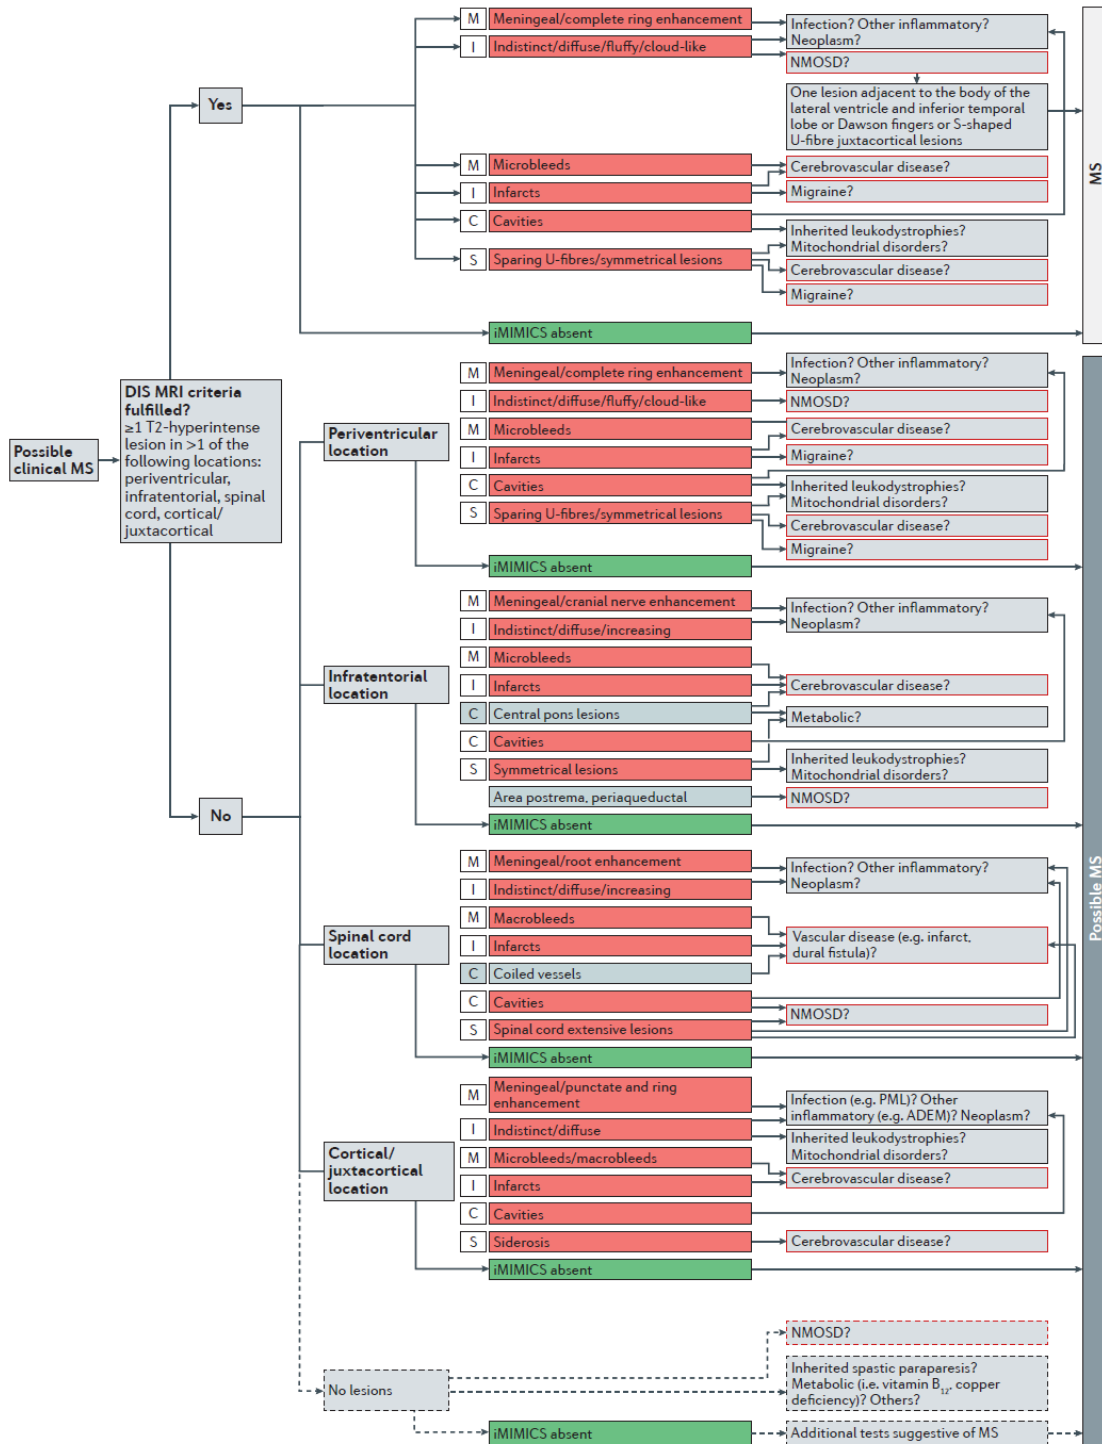 M
Meningeal/complete ring enhancement
Infection? Other inflammatory?
Neoplasm?
I
Indistinct/diffuse/fluffy/cloud-like
NMOSD?
Yes
One lesion adjacent to the body of the
lateral ventricle and inferior temporal
lobe or Dawson fingers or S-shaped
U-fibre juxtacortical lesions
M
Microbleeds
Cerebrovascular disease?
I
Infarcts
Migraine?
C
Cavities
Inherited leukodystrophies?
Mitochondrial disorders?
S
Sparing U-fibres/symmetrical lesions
Cerebrovascular disease?
Migraine?
iMIMICS absent
MS
Possible
clinical MS
DIS MRI criteria
fulfilled?
≥1 T2-hyperintense
lesion in >1 of the
following locations:
periventricular,
infratentorial, spinal
cord, cortical/
juxtacortical
No
Periventricular
location
M
Meningeal/complete ring enhancement
Infection? Other inflammatory?
Neoplasm?
I
Indistinct/diffuse/fluffy/cloud-like
NMOSD?
M
Microbleeds
Cerebrovascular disease?
I
Infarcts
Migraine?
C
Cavities
Inherited leukodystrophies?
Mitochondrial disorders?
S
Sparing U-fibres/symmetrical lesions
Cerebrovascular disease?
Migraine?
iMIMICS absent
Infratentorial
location
M
Meningeal/cranial nerve enhancement
Infection? Other inflammatory?
Neoplasm?
I
Indistinct/diffuse/increasing
M
Microbleeds
I
Infarcts
Cerebrovascular disease?
C
Central pons lesions
Metabolic?
C
Cavities
S
Symmetrical lesions
Inherited leukodystrophies?
Mitochondrial disorders?
Area postrema, periaqueductal
NMOSD?
iMIMICS absent
Spinal cord
location
M
Meningeal/root enhancement
Infection? Other inflammatory?
Neoplasm?
I
Indistinct/diffuse/increasing
M
Macrobleeds
I
Infarcts
Vascular disease (e.g. infarct,
dural fistula)?
C
Coiled vessels
C
Cavities
NMOSD?
S
Spinal cord extensive lesions
iMIMICS absent
Possible MS
Cortical/
juxtacortical
location
M
Meningeal/punctate and ring
enhancement
Infection (e.g. PML)? Other
inflammatory (e.g. ADEM)? Neoplasm?
I
Indistinct/diffuse
Inherited leukodystrophies?
Mitochondrial disorders?
M
Microbleeds/macrobleeds
Cerebrovascular disease?
I
Infarcts
C
Cavities
S
Siderosis
Cerebrovascular disease?
iMIMICS absent
No lesions
NMOSD?
Inherited spastic paraparesis?
Metabolic (i.e. vitamin B₁₂, copper
deficiency)? Others?
iMIMICS absent
Additional tests suggestive of MS